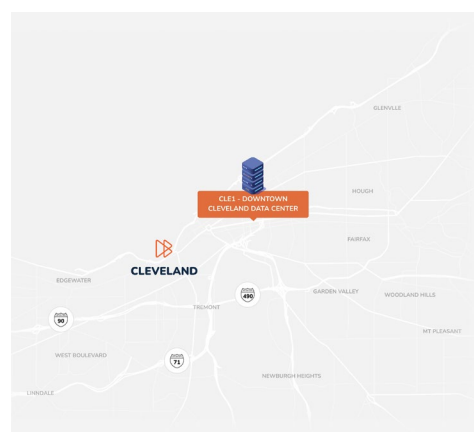 GLENVLLE
CLE1 - DOWNTOWN
CLEVELAND DATA CENTER
HOUGH
FAIRFAX
CLEVELAND
EDGEWATER
GARDEN VALLEY
WOODLAND HILLS
490
TREMONT
90
MT PLEASANT
WEST BOULEVARD
71
NEWBURGH HEIGHTS
LINNDALE